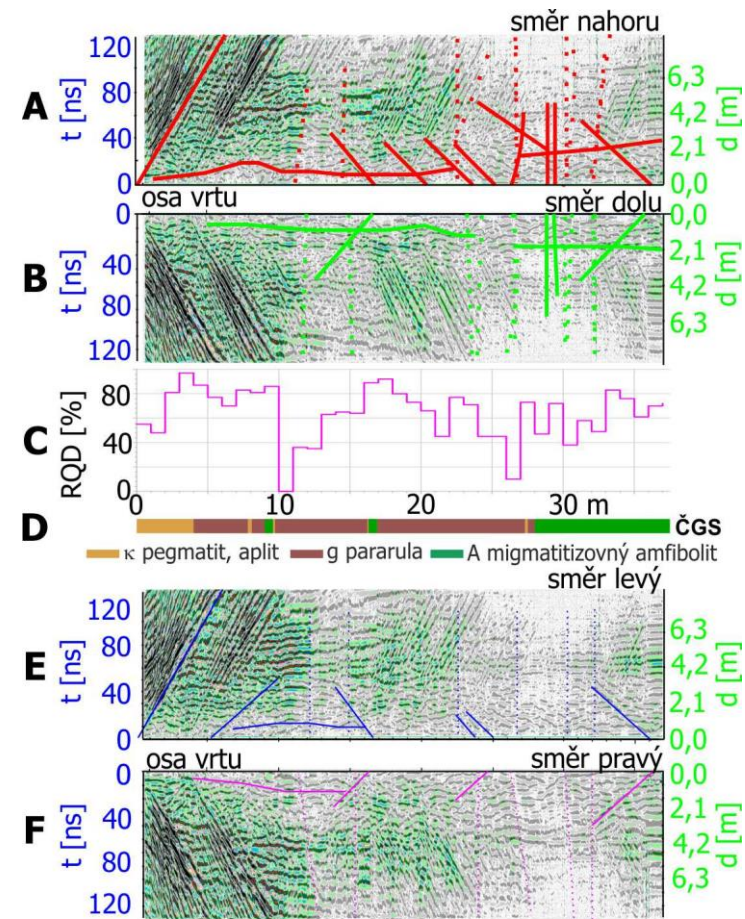 směr nahoru
A
t [ns]
120
80
40
0
6,3
4,2
2,1
0,0
d [m]
osa vrtu
směr dolu
B
t [ns]
0
40
80
120
0,0
2,1
4,2
6,3
d [m]
C
RQD [%]
80
40
0
0
10
20
30 m
D
ČGS
κ pegmatit, aplit
g pararula
A migmatitizovný amfibolit
směr levý
E
t [ns]
120
80
40
0
6,3
4,2
2,1
0,0
d [m]
osa vrtu
směr pravý
F
t [ns]
0
40
80
120
0,0
2,1
4,2
6,3
d [m]